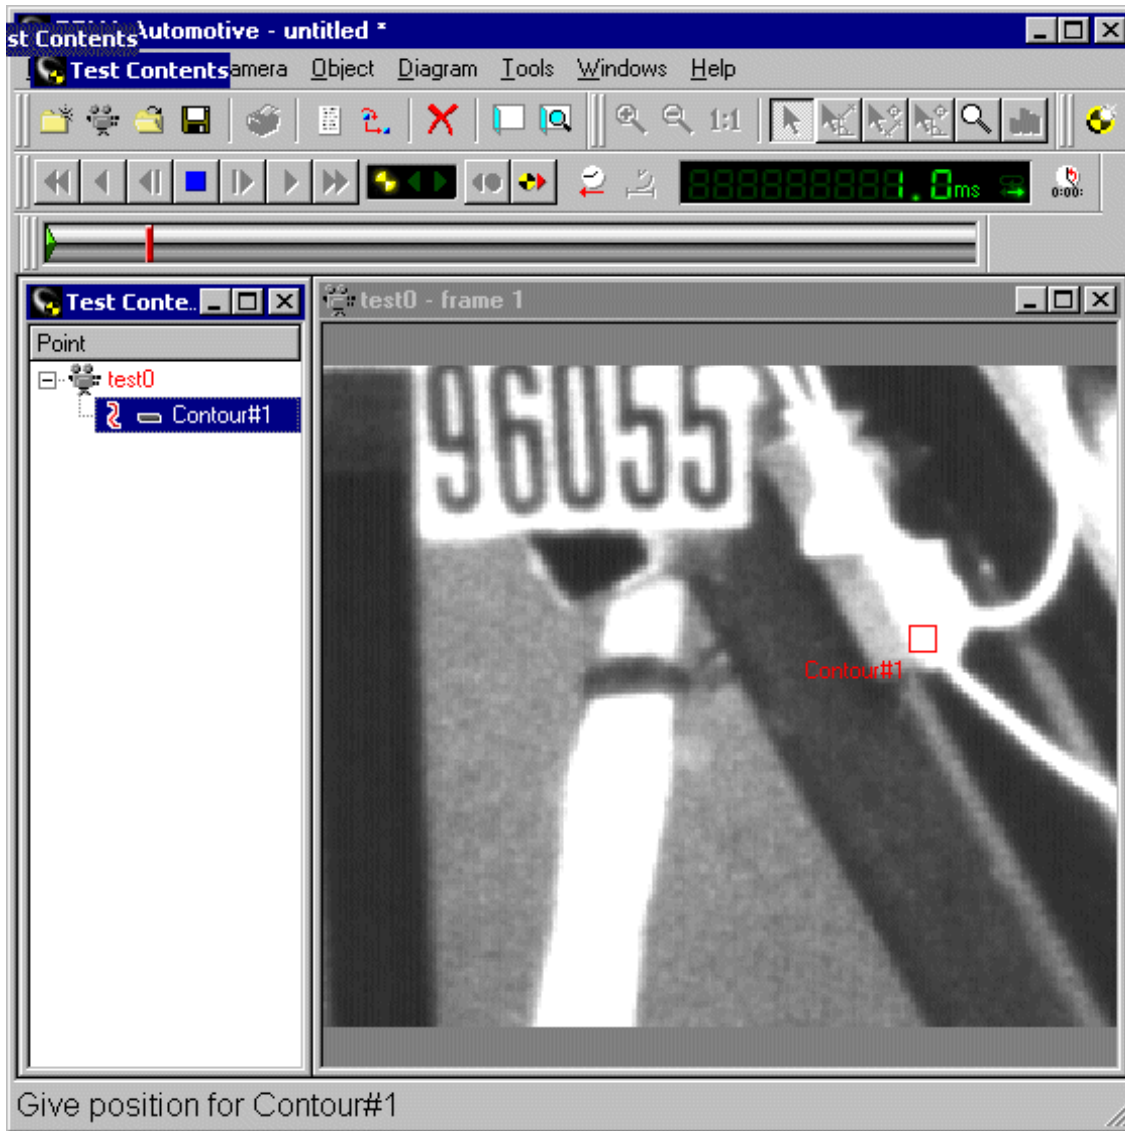 Automotive - untitled *
st Contents
Test Contents amera Object Diagram Tools Windows Help
1:1
1.0ms
0:00:
Test Conte..
test0 - frame 1
Point
test0
Contour#1
96055
Contour#1
Give position for Contour#1